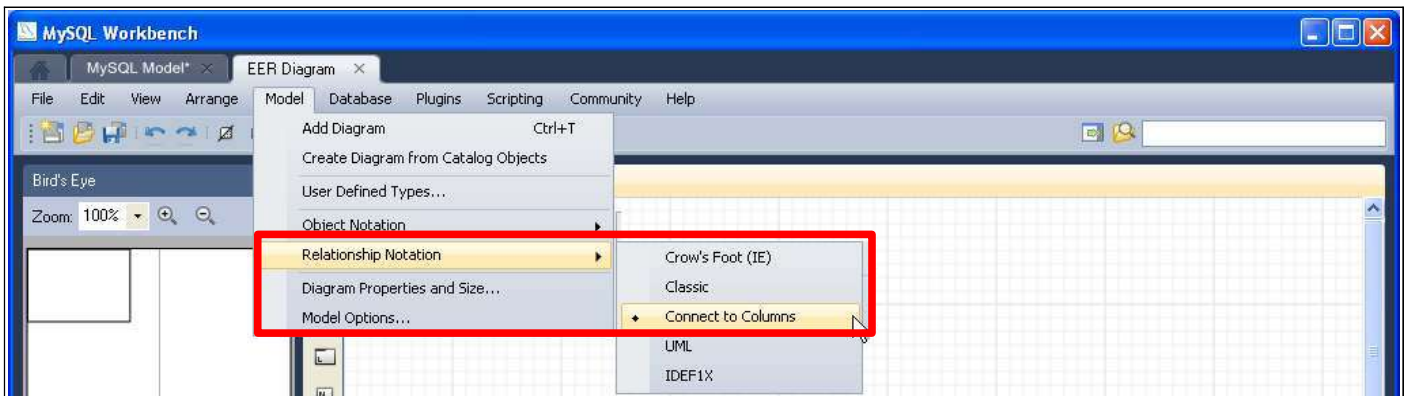 MySQL Workbench
MySQL Model* EER Diagram
File Edit View Arrange Model Database Plugins Scripting Community Help
Add Diagram Ctrl+T
Create Diagram from Catalog Objects
Bird's Eye
User Defined Types...
Zoom: 100%
Object Notation
Relationship Notation
Crow's Foot (IE)
Diagram Properties and Size...
Classic
Model Options...
Connect to Columns
UML
IDEF1X